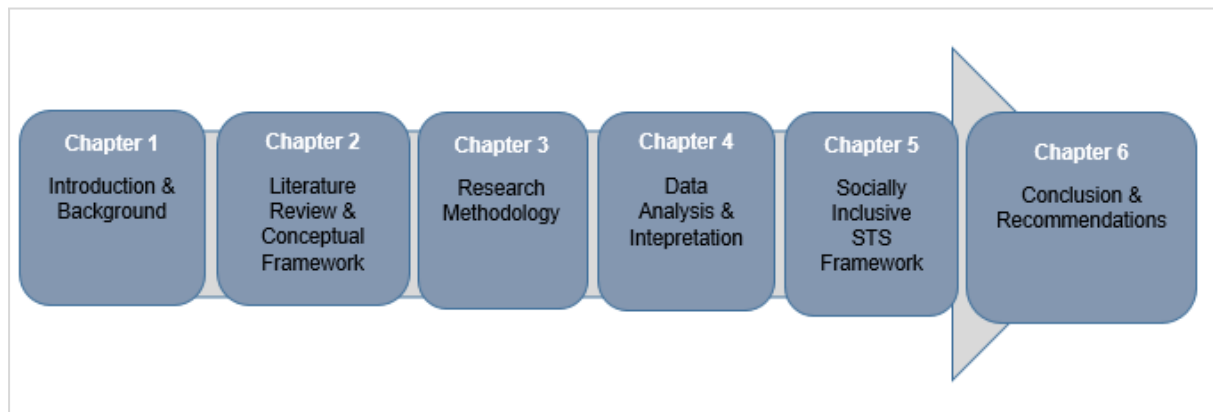 Chapter 1
Introduction &
Background
Chapter 2
Literature
Review &
Conceptual
Framework
Chapter 3
Research
Methodology
Chapter 4
Data
Analysis &
Intepretation
Chapter 5
Socially
Inclusive
STS
Framework
Chapter 6
Conclusion &
Recommendations